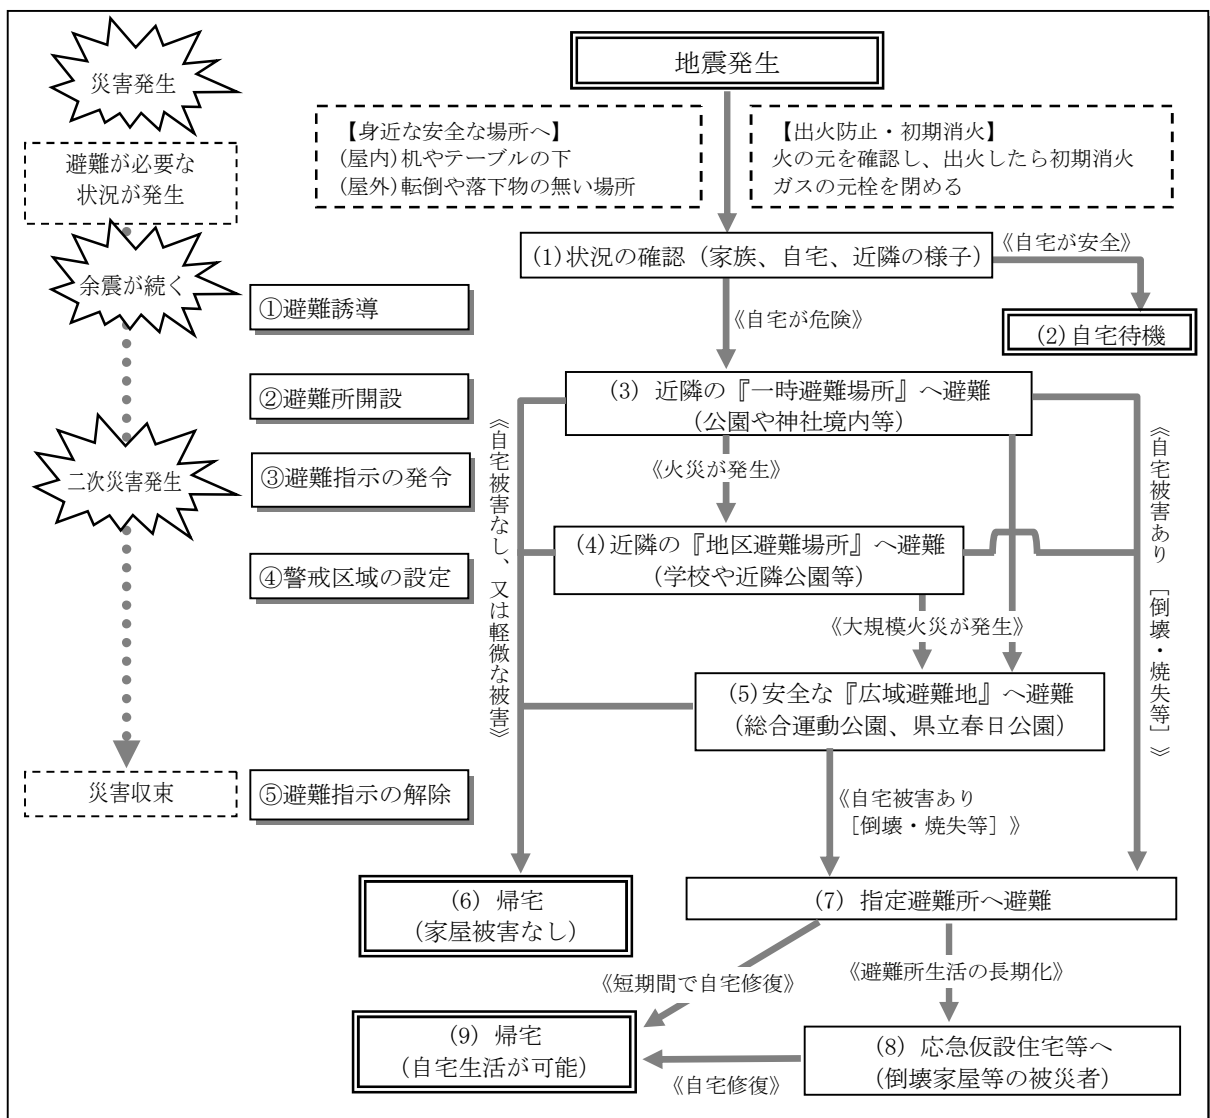 災害発生
避難が必要な
状況が発生
余震が続く
二次災害発生
災害収束
①避難誘導
②避難所開設
③避難指示の発令
④警戒区域の設定
⑤避難指示の解除
地震発生
【身近な安全な場所へ】
(屋内)机やテーブルの下
(屋外)転倒や落下物の無い場所
【出火防止・初期消火】
火の元を確認し、出火したら初期消火
ガスの元栓を閉める
(1)状況の確認（家族、自宅、近隣の様子）
《自宅が安全》
(2)自宅待機
《自宅が危険》
(3) 近隣の『一時避難場所』へ避難
(公園や神社境内等)
《火災が発生》
(4)近隣の『地区避難場所』へ避難
(学校や近隣公園等)
《大規模火災が発生》
(5)安全な『広域避難地』へ避難
(総合運動公園、県立春日公園)
《自宅被害なし、又は軽微な被害》
《自宅被害あり　[倒壊・焼失等]》
《自宅被害あり
[倒壊・焼失等]》
(6) 帰宅
(家屋被害なし)
(7) 指定避難所へ避難
《短期間で自宅修復》
《避難所生活の長期化》
(9) 帰宅
(自宅生活が可能)
(8) 応急仮設住宅等へ
(倒壊家屋等の被災者)
《自宅修復》